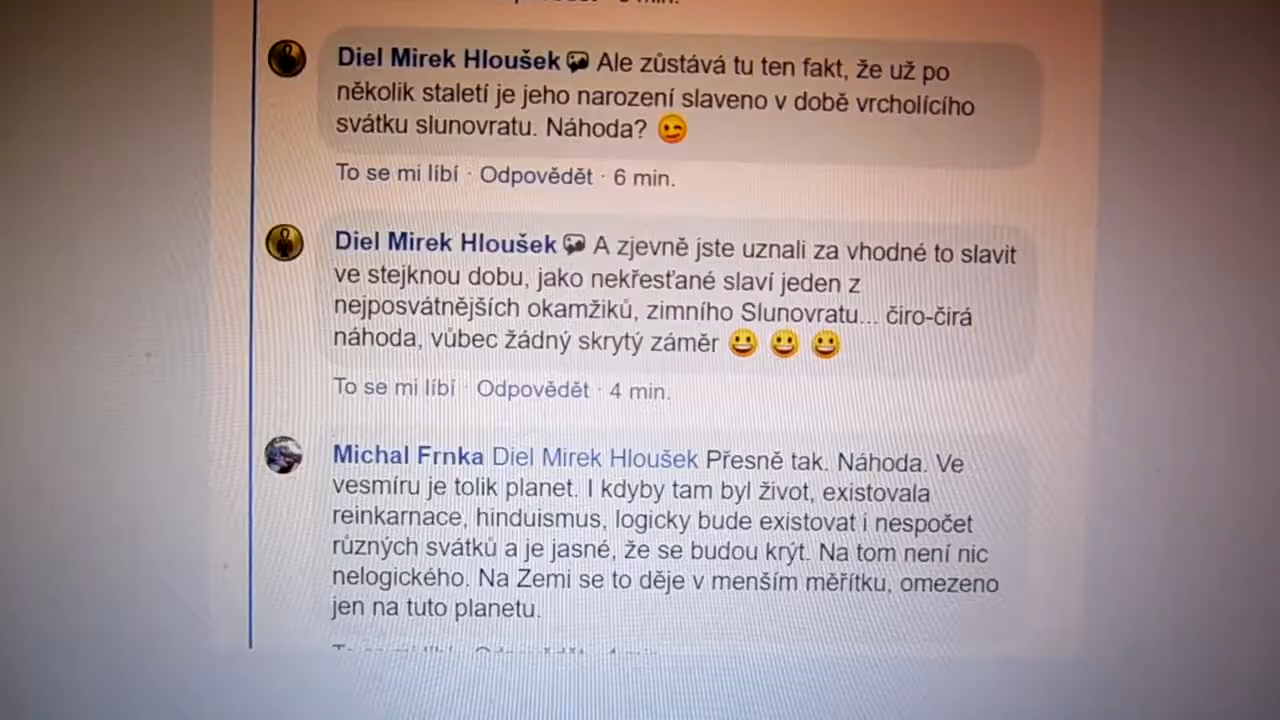 Diel Mirek Hloušek Ale zůstává tu ten fakt, že už po
několik staletí je jeho narození slaveno v době vrcholícího
svátku slunovratu. Náhoda? 😉
To se mi líbí · Odpovědět · 6 min.
Diel Mirek Hloušek A zjevně jste uznali za vhodné to slavit
ve stejknou dobu, jako nekřesťané slaví jeden z
nejposvátnějších okamžiků, zimního Slunovratu... čiro-čirá
náhoda, vůbec žádný skrytý záměr 😀 😀 😀
To se mi líbí · Odpovědět · 4 min.
Michal Frnka Diel Mirek Hloušek Přesně tak. Náhoda. Ve
vesmíru je tolik planet. I kdyby tam byl život, existovala
reinkarnace, hinduismus, logicky bude existovat i nespočet
různých svátků a je jasné, že se budou krýt. Na tom není nic
nelogického. Na Zemi se to děje v menším měřítku, omezeno
jen na tuto planetu.